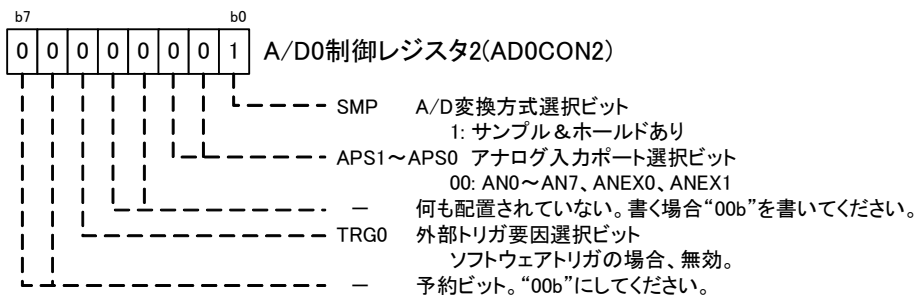 b7 b0
0 0 0 0 0 0 0 1 A/D0制御レジスタ2(AD0CON2)
SMP A/D変換方式選択ビット
1: サンプル＆ホールドあり
APS1～APS0 アナログ入力ポート選択ビット
00: AN0～AN7、ANEX0、ANEX1
― 何も配置されていない。書く場合“00b”を書いてください。
TRG0 外部トリガ要因選択ビット
ソフトウェアトリガの場合、無効。
― 予約ビット。“00b”にしてください。